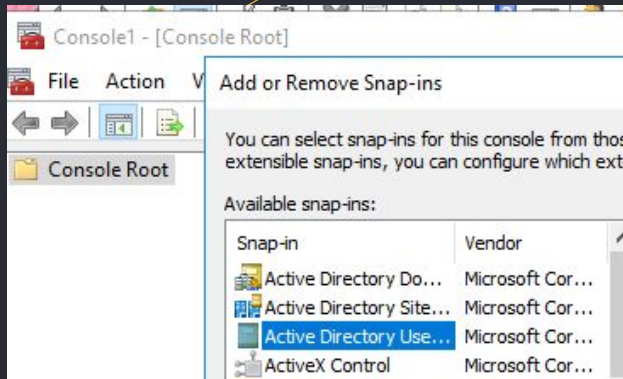 Console1 - [Console Root]
File Action V
Add or Remove Snap-ins
You can select snap-ins for this console from thos
extensible snap-ins, you can configure which ext
Console Root
Available snap-ins:
Snap-in Vendor
Active Directory Do... Microsoft Cor...
Active Directory Site... Microsoft Cor...
Active Directory Use... Microsoft Cor...
ActiveX Control Microsoft Cor...